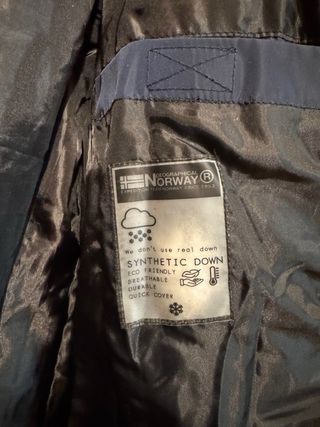 GEOGRAPHICAL
NORWAY ®
We don't use real down
SYNTHETIC DOWN
ECO FRIENDLY
BREATHABLE
DURABLE
QUICK COVER